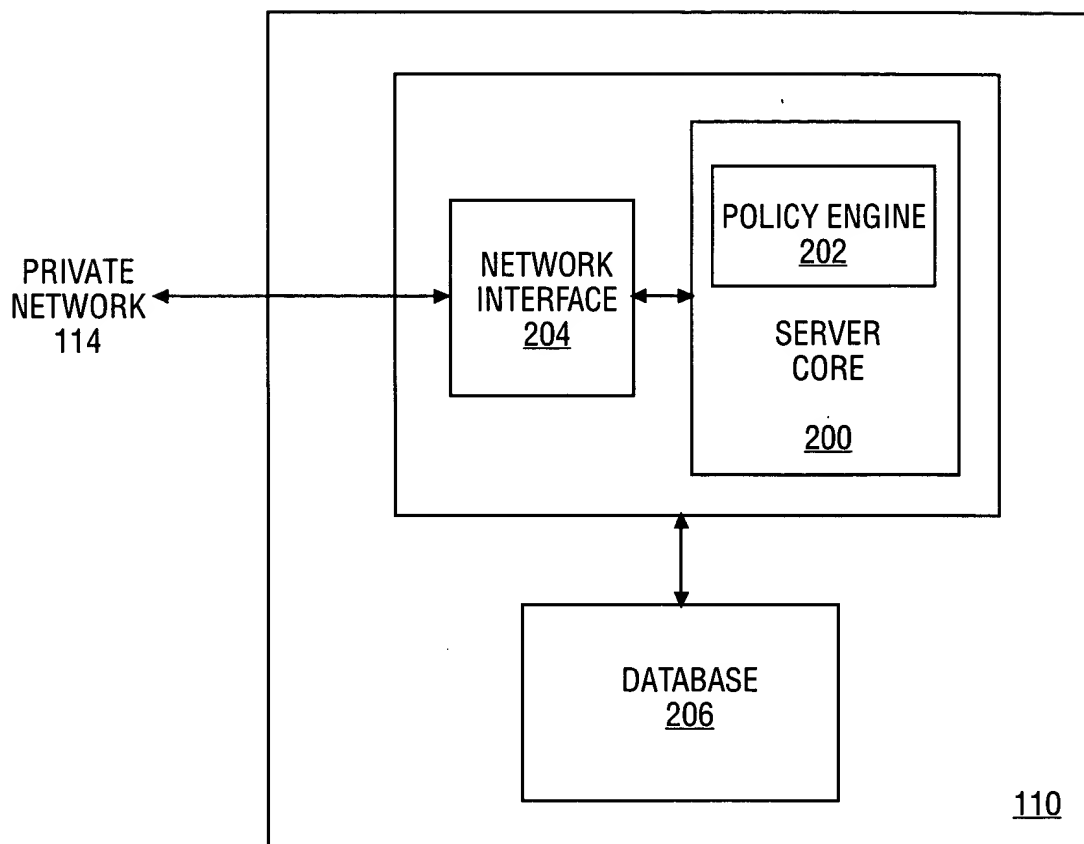 POLICY ENGINE
202
NETWORK
INTERFACE
204
PRIVATE
NETWORK
114
SERVER
CORE
200
DATABASE
206
110